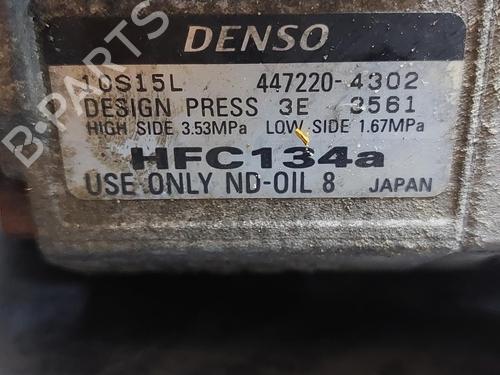 DENSO
10S15L 447220-4302
DESIGN PRESS 3E 3561
HIGH SIDE 3.53MPa LOW SIDE 1.67MPa
HFC134a
USE ONLY ND-OIL 8 JAPAN
B-PARTS